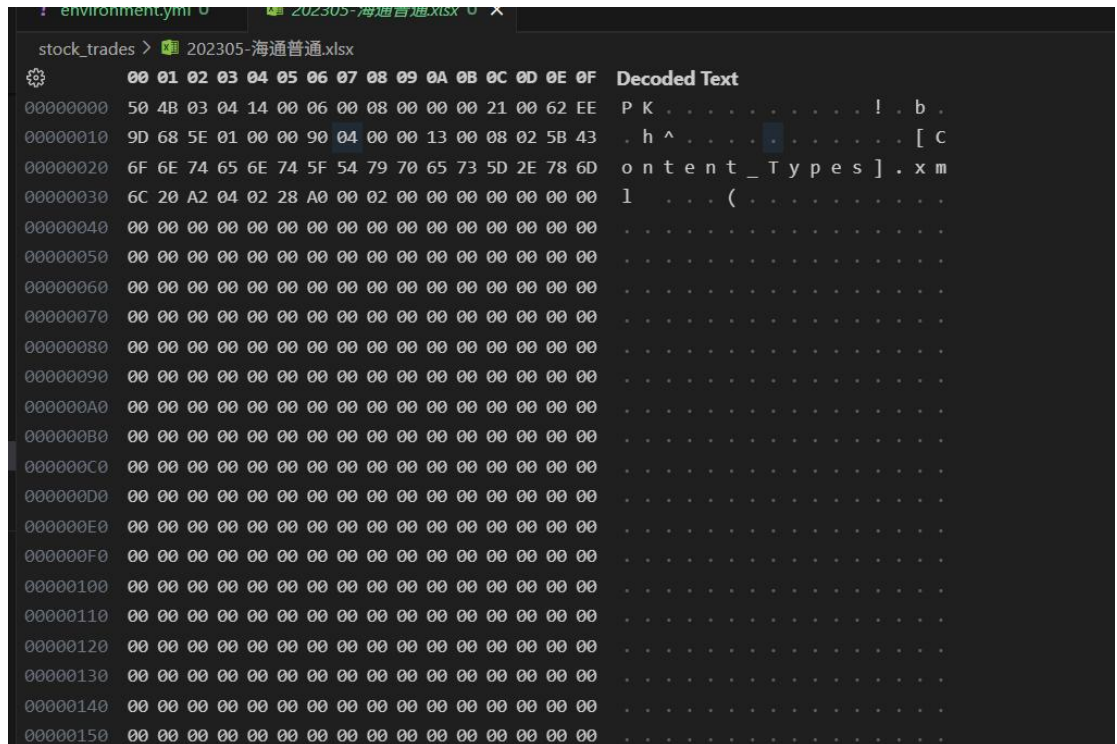 ! environment.yml U 202305-海通普通.xlsx U ×
stock_trades > 202305-海通普通.xlsx
00 01 02 03 04 05 06 07 08 09 0A 0B 0C 0D 0E 0F Decoded Text
00000000 50 4B 03 04 14 00 06 00 08 00 00 00 21 00 62 EE P K . . . . . . . . . . ! . b .
00000010 9D 68 5E 01 00 00 90 04 00 00 13 00 08 02 5B 43 . h ^ . . . . . . . . . . . [ C
00000020 6F 6E 74 65 6E 74 5F 54 79 70 65 73 5D 2E 78 6D o n t e n t _ T y p e s ] . x m
00000030 6C 20 A2 04 02 28 A0 00 02 00 00 00 00 00 00 00 l . . . ( . . . . . . . . . .
00000040 00 00 00 00 00 00 00 00 00 00 00 00 00 00 00 00 . . . . . . . . . . . . . . . .
00000050 00 00 00 00 00 00 00 00 00 00 00 00 00 00 00 00 . . . . . . . . . . . . . . . .
00000060 00 00 00 00 00 00 00 00 00 00 00 00 00 00 00 00 . . . . . . . . . . . . . . . .
00000070 00 00 00 00 00 00 00 00 00 00 00 00 00 00 00 00 . . . . . . . . . . . . . . . .
00000080 00 00 00 00 00 00 00 00 00 00 00 00 00 00 00 00 . . . . . . . . . . . . . . . .
00000090 00 00 00 00 00 00 00 00 00 00 00 00 00 00 00 00 . . . . . . . . . . . . . . . .
000000A0 00 00 00 00 00 00 00 00 00 00 00 00 00 00 00 00 . . . . . . . . . . . . . . . .
000000B0 00 00 00 00 00 00 00 00 00 00 00 00 00 00 00 00 . . . . . . . . . . . . . . . .
000000C0 00 00 00 00 00 00 00 00 00 00 00 00 00 00 00 00 . . . . . . . . . . . . . . . .
000000D0 00 00 00 00 00 00 00 00 00 00 00 00 00 00 00 00 . . . . . . . . . . . . . . . .
000000E0 00 00 00 00 00 00 00 00 00 00 00 00 00 00 00 00 . . . . . . . . . . . . . . . .
000000F0 00 00 00 00 00 00 00 00 00 00 00 00 00 00 00 00 . . . . . . . . . . . . . . . .
00000100 00 00 00 00 00 00 00 00 00 00 00 00 00 00 00 00 . . . . . . . . . . . . . . . .
00000110 00 00 00 00 00 00 00 00 00 00 00 00 00 00 00 00 . . . . . . . . . . . . . . . .
00000120 00 00 00 00 00 00 00 00 00 00 00 00 00 00 00 00 . . . . . . . . . . . . . . . .
00000130 00 00 00 00 00 00 00 00 00 00 00 00 00 00 00 00 . . . . . . . . . . . . . . . .
00000140 00 00 00 00 00 00 00 00 00 00 00 00 00 00 00 00 . . . . . . . . . . . . . . . .
00000150 00 00 00 00 00 00 00 00 00 00 00 00 00 00 00 00 . . . . . . . . . . . . . . . .